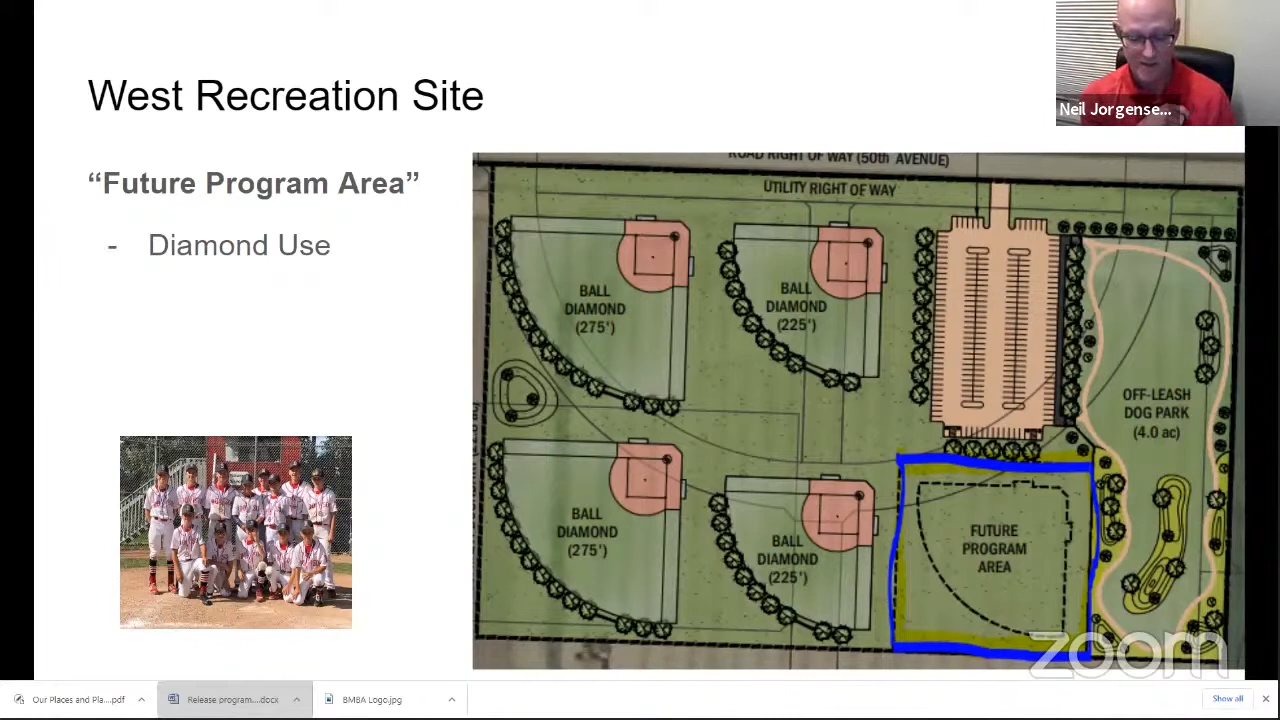 West Recreation Site
Neil Jorgense...
“Future Program Area”
- Diamond Use
ROAD RIGHT OF WAY (50th AVENUE)
UTILITY RIGHT OF WAY
BALL
DIAMOND
(275')
BALL
DIAMOND
(225')
OFF-LEASH
DOG PARK
(4.0 ac)
BALL
DIAMOND
(275')
BALL
DIAMOND
(225')
FUTURE
PROGRAM
AREA
zoom
Our Places and Pla....pdf
Release program....docx
BMBA Logo.jpg
Show all